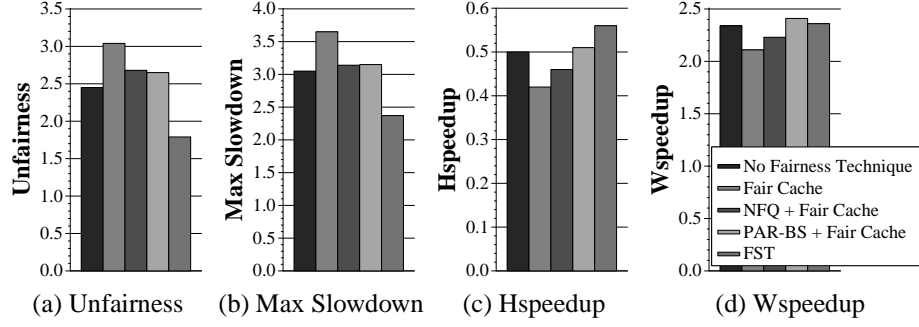 Unfairness
3.5
3.0
2.5
2.0
1.5
1.0
0.5
0.0
(a) Unfairness
Max Slowdown
4.0
3.5
3.0
2.5
2.0
1.5
1.0
0.5
0.0
(b) Max Slowdown
Hspeedup
0.6
0.5
0.4
0.3
0.2
0.1
0.0
(c) Hspeedup
Wspeedup
2.5
2.0
1.5
1.0
0.5
0.0
No Fairness Technique
Fair Cache
NFQ + Fair Cache
PAR-BS + Fair Cache
FST
(d) Wspeedup